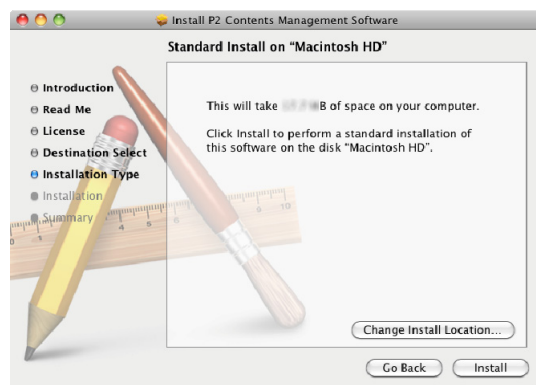 Install P2 Contents Management Software
Standard Install on “Macintosh HD”
Introduction
Read Me
License
Destination Select
Installation Type
Installation
Summary
This will take B of space on your computer.
Click Install to perform a standard installation of
this software on the disk “Macintosh HD”.
Change Install Location...
Go Back
Install